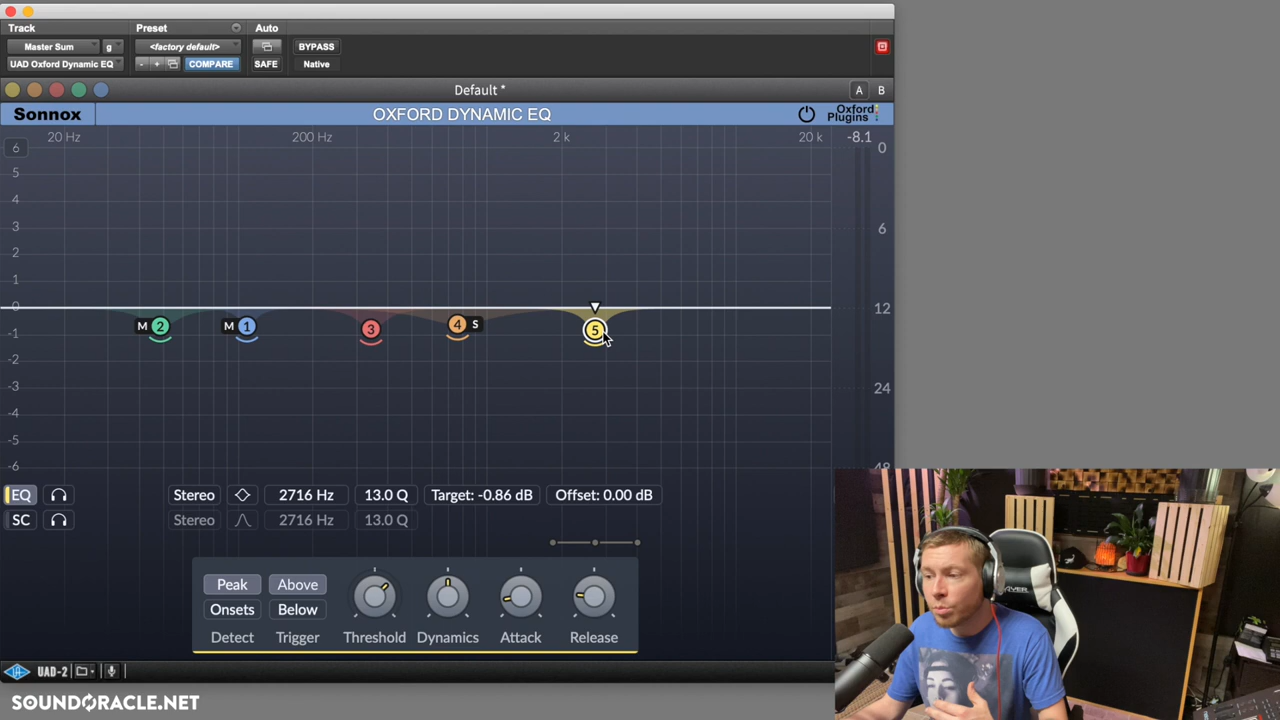 Track Preset Auto
Master Sum g <factory default> BYPASS
UAD Oxford Dynamic EQ - + COMPARE SAFE Native
Default * A B
Sonnox OXFORD DYNAMIC EQ Oxford Plugins
20 Hz 200 Hz 2 k 20 k -8.1
6 0
5
4
3 6
2
1
0 12
M 2 M 1 3 4 S 5
-1
-2
-3 24
-4
-5
-6 48
EQ Stereo 2716 Hz 13.0 Q Target: -0.86 dB Offset: 0.00 dB
SC Stereo 2716 Hz 13.0 Q
Peak Above
Onsets Below
Detect Trigger Threshold Dynamics Attack Release
UAD-2
SOUNDORACLE.NET